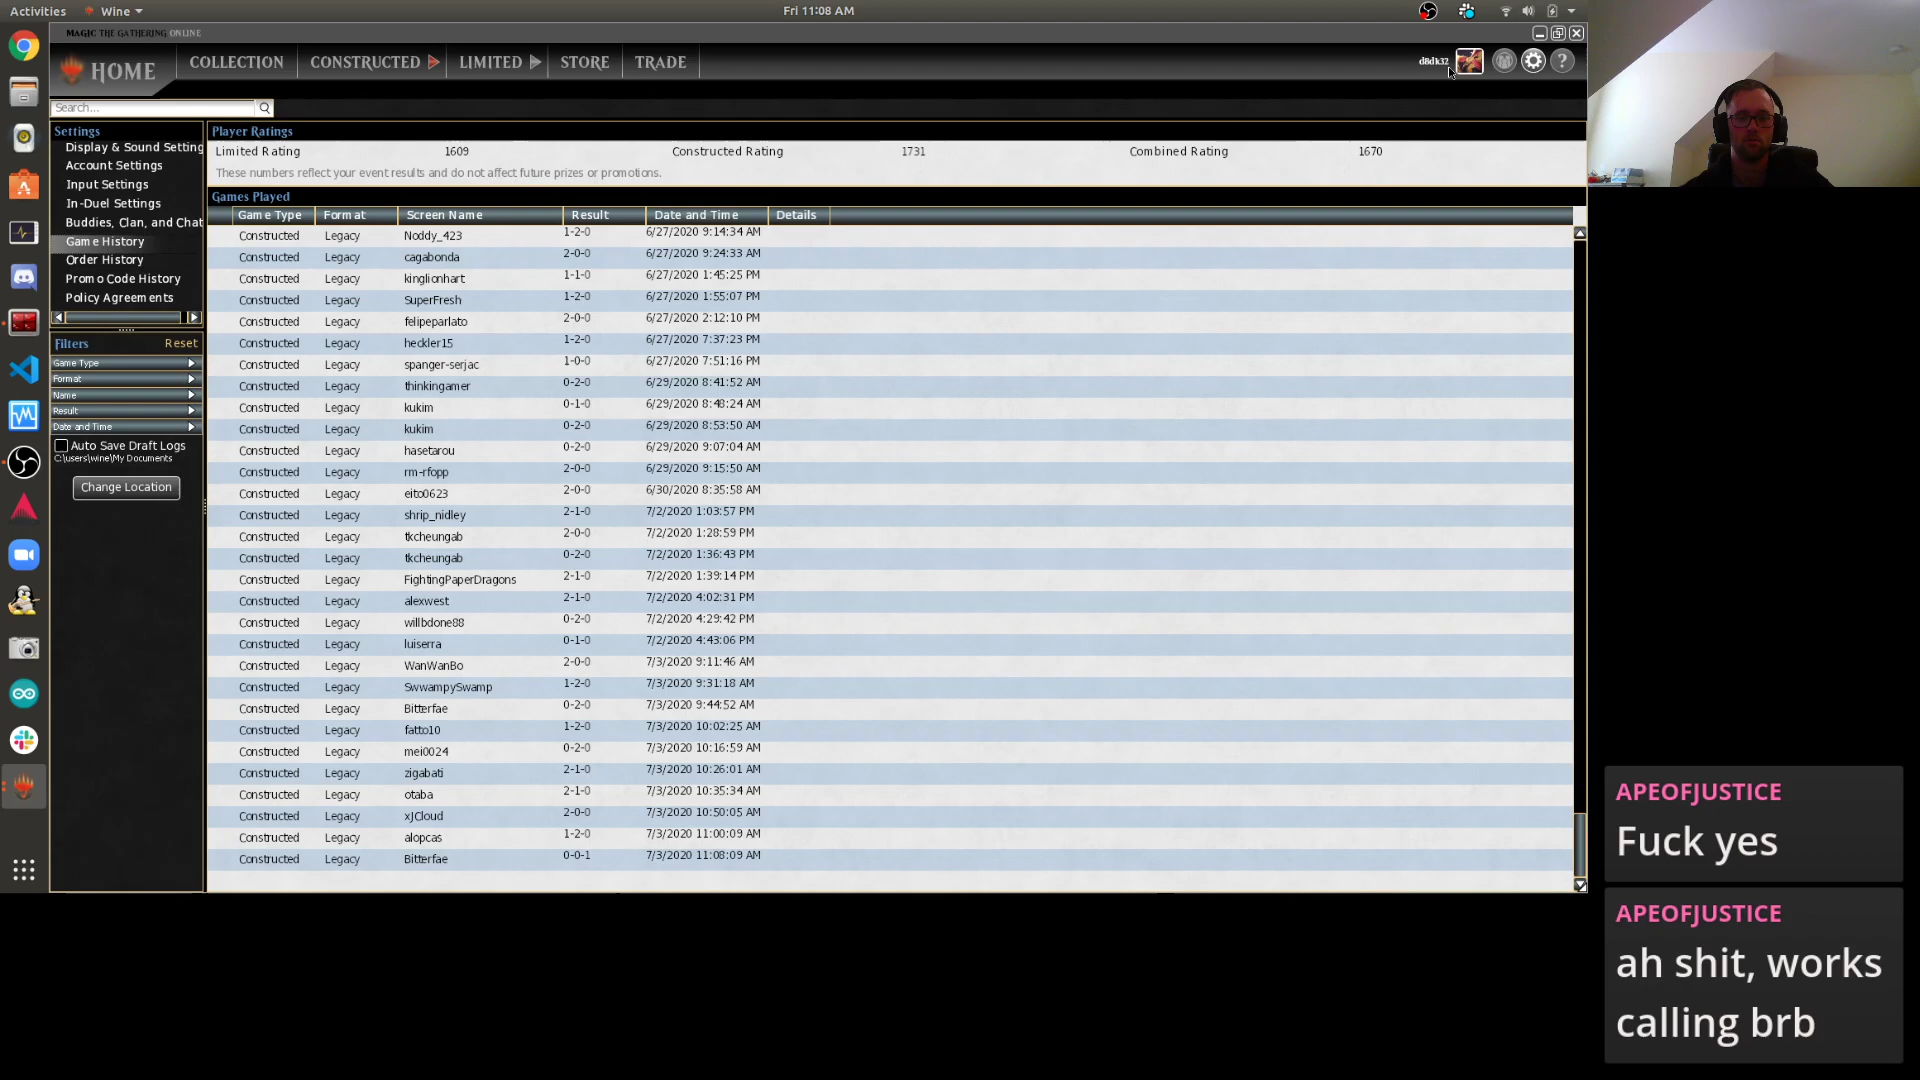 Activities Wine Fri 11:08 AM
MAGIC THE GATHERING ONLINE
HOME COLLECTION CONSTRUCTED LIMITED STORE TRADE d8dk32 ?
Search...
Settings
Display & Sound Setting
Account Settings
Input Settings
In-Duel Settings
Buddies, Clan, and Chat
Game History
Order History
Promo Code History
Policy Agreements
Filters Reset
Game Type
Format
Name
Result
Date and Time
Auto Save Draft Logs
C:\users\wine\My Documents
Change Location
Player Ratings
Limited Rating 1609 Constructed Rating 1731 Combined Rating 1670
These numbers reflect your event results and do not affect future prizes or promotions.
Games Played
Game Type Format Screen Name Result Date and Time Details
Constructed Legacy Noddy_423 1-2-0 6/27/2020 9:14:34 AM
Constructed Legacy cagabonda 2-0-0 6/27/2020 9:24:33 AM
Constructed Legacy kinglionhart 1-1-0 6/27/2020 1:45:25 PM
Constructed Legacy SuperFresh 1-2-0 6/27/2020 1:55:07 PM
Constructed Legacy felipeparlato 2-0-0 6/27/2020 2:12:10 PM
Constructed Legacy heckler15 1-2-0 6/27/2020 7:37:23 PM
Constructed Legacy spanger-serjac 1-0-0 6/27/2020 7:51:16 PM
Constructed Legacy thinkingamer 0-2-0 6/29/2020 8:41:52 AM
Constructed Legacy kukim 0-1-0 6/29/2020 8:48:24 AM
Constructed Legacy kukim 0-2-0 6/29/2020 8:53:50 AM
Constructed Legacy hasetarou 0-2-0 6/29/2020 9:07:04 AM
Constructed Legacy rm-rfopp 2-0-0 6/29/2020 9:15:50 AM
Constructed Legacy eito0623 2-0-0 6/30/2020 8:35:58 AM
Constructed Legacy shrip_nidley 2-1-0 7/2/2020 1:03:57 PM
Constructed Legacy tkcheungab 2-0-0 7/2/2020 1:28:59 PM
Constructed Legacy tkcheungab 0-2-0 7/2/2020 1:36:43 PM
Constructed Legacy FightingPaperDragons 2-1-0 7/2/2020 1:39:14 PM
Constructed Legacy alexwest 2-1-0 7/2/2020 4:02:31 PM
Constructed Legacy willbdone88 0-2-0 7/2/2020 4:29:42 PM
Constructed Legacy luiserra 0-1-0 7/2/2020 4:43:06 PM
Constructed Legacy WanWanBo 2-0-0 7/3/2020 9:11:46 AM
Constructed Legacy SwwampySwamp 1-2-0 7/3/2020 9:31:18 AM
Constructed Legacy Bitterfae 0-2-0 7/3/2020 9:44:52 AM
Constructed Legacy fatto10 1-2-0 7/3/2020 10:02:25 AM
Constructed Legacy mei0024 0-2-0 7/3/2020 10:16:59 AM
Constructed Legacy zigabati 2-1-0 7/3/2020 10:26:01 AM
Constructed Legacy otaba 2-1-0 7/3/2020 10:35:34 AM
Constructed Legacy xJCloud 2-0-0 7/3/2020 10:50:05 AM
Constructed Legacy alopcas 1-2-0 7/3/2020 11:00:09 AM
Constructed Legacy Bitterfae 0-0-1 7/3/2020 11:08:09 AM
APEOFJUSTICE
Fuck yes
APEOFJUSTICE
ah shit, works
calling brb